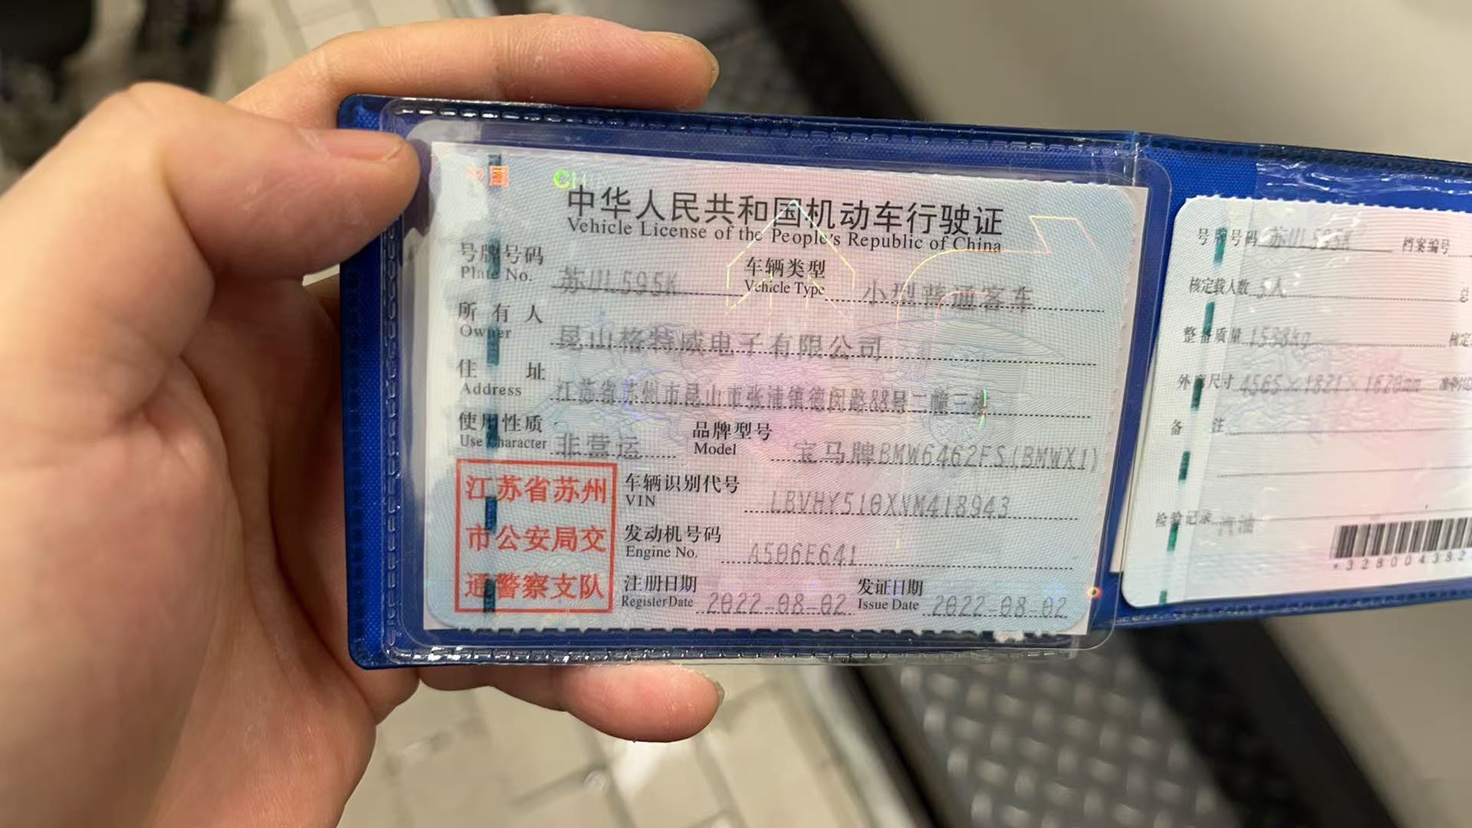 中国 CH
中华人民共和国机动车行驶证
Vehicle License of the People's Republic of China
号牌号码 苏UL595K 车辆类型 小型普通客车
Plate No. Vehicle Type
所有人 昆山格特威电子有限公司
Owner
住址 江苏省苏州市昆山市张浦镇德闵路88号二幢三楼
Address
使用性质 非营运 品牌型号 宝马牌BMW6462FS(BMWX1)
Use Character Model
江苏省苏州
市公安局交
通警察支队
车辆识别代号 LBVHY510XNM418943
VIN
发动机号码 A506E641
Engine No.
注册日期 2022-08-02 发证日期 2022-08-02
Register Date Issue Date
号牌号码 苏UL595K 档案编号
核定载人数 5人 总
整备质量 1538kg 核定
外廓尺寸 4565×1821×1620mm
备注
检验记录 汽油